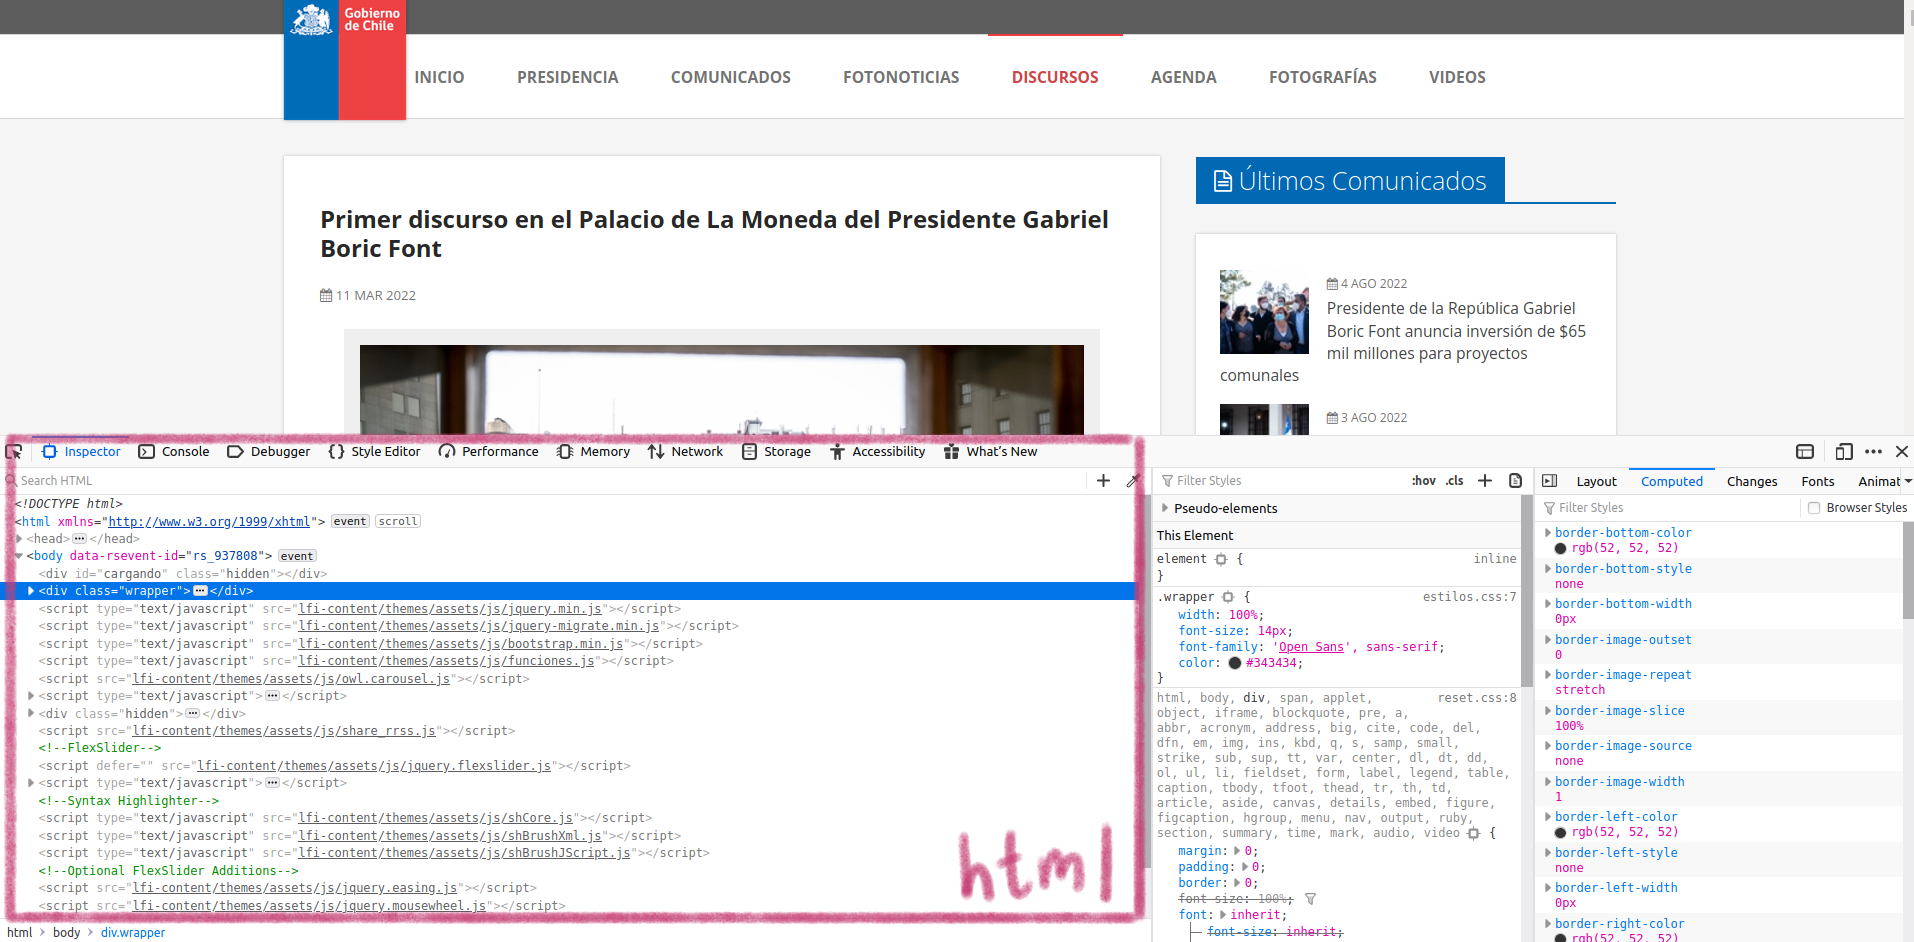 Gobierno
de Chile
INICIO PRESIDENCIA COMUNICADOS FOTONOTICIAS DISCURSOS AGENDA FOTOGRAFÍAS VIDEOS
Primer discurso en el Palacio de La Moneda del Presidente Gabriel
Boric Font
11 MAR 2022
Últimos Comunicados
4 AGO 2022
Presidente de la República Gabriel
Boric Font anuncia inversión de $65
mil millones para proyectos
comunales
3 AGO 2022
Inspector Console Debugger {} Style Editor Performance Memory Network Storage Accessibility What's New
Search HTML
<!DOCTYPE html>
<html xmlns="http://www.w3.org/1999/xhtml"> event scroll
<head> ••• </head>
<body data-rsevent-id="rs_937808"> event
<div id="cargando" class="hidden"></div>
<div class="wrapper"> ••• </div>
<script type="text/javascript" src="lfi-content/themes/assets/js/jquery.min.js"></script>
<script type="text/javascript" src="lfi-content/themes/assets/js/jquery-migrate.min.js"></script>
<script type="text/javascript" src="lfi-content/themes/assets/js/bootstrap.min.js"></script>
<script type="text/javascript" src="lfi-content/themes/assets/js/funciones.js"></script>
<script src="lfi-content/themes/assets/js/owl.carousel.js"></script>
<script type="text/javascript"> ••• </script>
<div class="hidden"> ••• </div>
<script type="text/javascript" src="lfi-content/themes/assets/js/share_rrss.js"></script>
<!--FlexSlider-->
<script defer="" src="lfi-content/themes/assets/js/jquery.flexslider.js"></script>
<script type="text/javascript"> ••• </script>
<!--Syntax Highlighter-->
<script type="text/javascript" src="lfi-content/themes/assets/js/shCore.js"></script>
<script type="text/javascript" src="lfi-content/themes/assets/js/shBrushXml.js"></script>
<script type="text/javascript" src="lfi-content/themes/assets/js/shBrushJScript.js"></script>
<!--Optional FlexSlider Additions-->
<script src="lfi-content/themes/assets/js/jquery.easing.js"></script>
<script src="lfi-content/themes/assets/js/jquery.mousewheel.js"></script>
html
html > body > div.wrapper
Filter Styles :hov .cls +
Pseudo-elements
This Element
element { inline
}
.wrapper { estilos.css:7
width: 100%;
font-size: 14px;
font-family: 'Open Sans', sans-serif;
color: #343434;
}
html, body, div, span, applet, reset.css:8
object, iframe, blockquote, pre, a,
abbr, acronym, address, big, cite, code, del,
dfn, em, img, ins, kbd, q, s, samp, small,
strike, sub, sup, tt, var, center, dl, dt, dd,
ol, ul, li, fieldset, form, label, legend, table,
caption, tbody, tfoot, thead, tr, th, td,
article, aside, canvas, details, embed, figure,
figcaption, hgroup, menu, nav, output, ruby,
section, summary, time, mark, audio, video {
margin: 0;
padding: 0;
border: 0;
font-size: 100%;
font: inherit;
font-size: inherit;
Layout Computed Changes Fonts Animat
Filter Styles Browser Styles
border-bottom-color
rgb(52, 52, 52)
border-bottom-style
none
border-bottom-width
0px
border-image-outset
0
border-image-repeat
stretch
border-image-slice
100%
border-image-source
none
border-image-width
1
border-left-color
rgb(52, 52, 52)
border-left-style
none
border-left-width
0px
border-right-color
rgb(52, 52, 52)